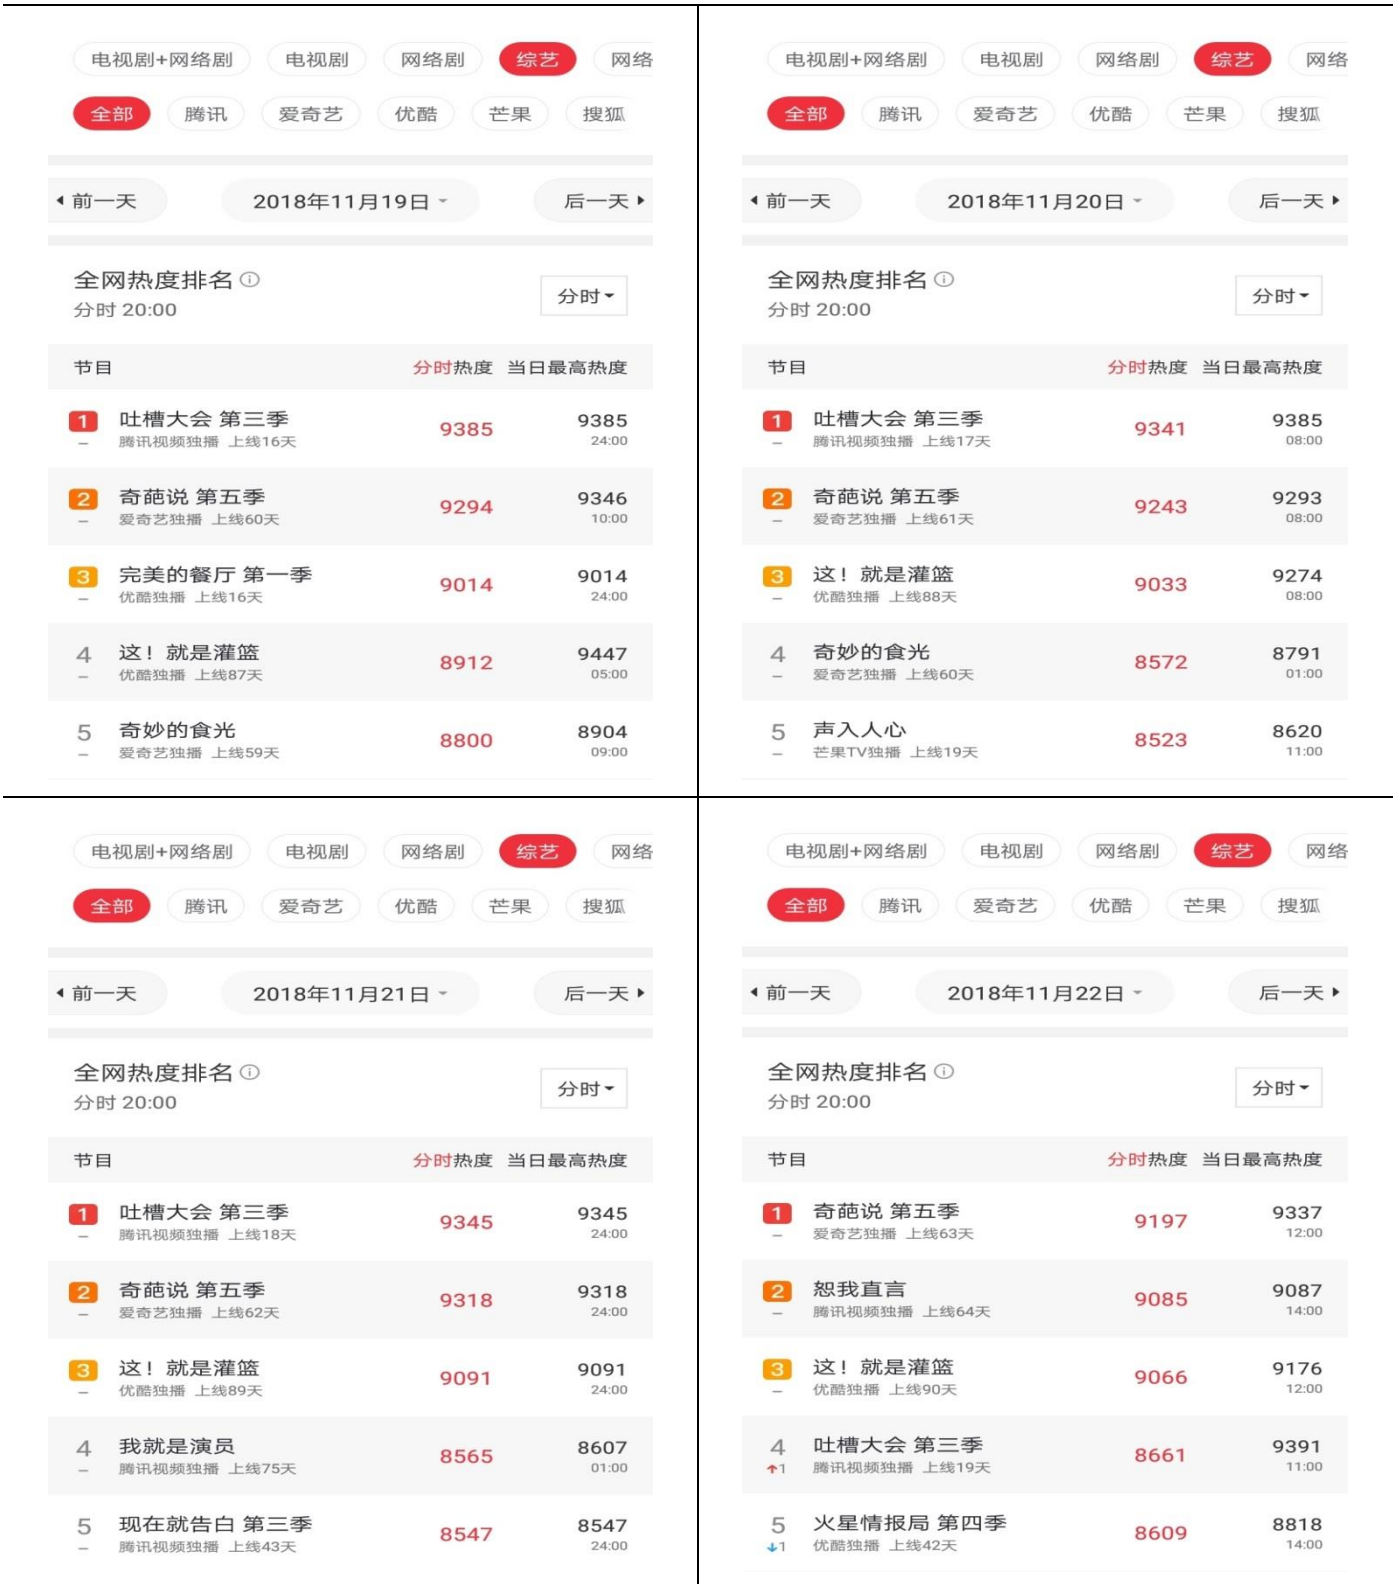 电视剧+网络剧 电视剧 网络剧 综艺 网络
全部 腾讯 爱奇艺 优酷 芒果 搜狐
前一天 2018年11月19日 后一天
全网热度排名
分时 20:00
分时
节目 分时热度 当日最高热度
1 吐槽大会 第三季 9385 9385
腾讯视频独播 上线16天 24:00
2 奇葩说 第五季 9294 9346
爱奇艺独播 上线60天 10:00
3 完美的餐厅 第一季 9014 9014
优酷独播 上线16天 24:00
4 这！就是灌篮 8912 9447
优酷独播 上线87天 05:00
5 奇妙的食光 8800 8904
爱奇艺独播 上线59天 09:00
电视剧+网络剧 电视剧 网络剧 综艺 网络
全部 腾讯 爱奇艺 优酷 芒果 搜狐
前一天 2018年11月20日 后一天
全网热度排名
分时 20:00
分时
节目 分时热度 当日最高热度
1 吐槽大会 第三季 9341 9385
腾讯视频独播 上线17天 08:00
2 奇葩说 第五季 9243 9293
爱奇艺独播 上线61天 08:00
3 这！就是灌篮 9033 9274
优酷独播 上线88天 08:00
4 奇妙的食光 8572 8791
爱奇艺独播 上线60天 01:00
5 声入人心 8523 8620
芒果TV独播 上线19天 11:00
电视剧+网络剧 电视剧 网络剧 综艺 网络
全部 腾讯 爱奇艺 优酷 芒果 搜狐
前一天 2018年11月21日 后一天
全网热度排名
分时 20:00
分时
节目 分时热度 当日最高热度
1 吐槽大会 第三季 9345 9345
腾讯视频独播 上线18天 24:00
2 奇葩说 第五季 9318 9318
爱奇艺独播 上线62天 24:00
3 这！就是灌篮 9091 9091
优酷独播 上线89天 24:00
4 我就是演员 8565 8607
腾讯视频独播 上线75天 01:00
5 现在就告白 第三季 8547 8547
腾讯视频独播 上线43天 24:00
电视剧+网络剧 电视剧 网络剧 综艺 网络
全部 腾讯 爱奇艺 优酷 芒果 搜狐
前一天 2018年11月22日 后一天
全网热度排名
分时 20:00
分时
节目 分时热度 当日最高热度
1 奇葩说 第五季 9197 9337
爱奇艺独播 上线63天 12:00
2 恕我直言 9085 9087
腾讯视频独播 上线64天 14:00
3 这！就是灌篮 9066 9176
优酷独播 上线90天 12:00
4 吐槽大会 第三季 8661 9391
↑1 腾讯视频独播 上线19天 11:00
5 火星情报局 第四季 8609 8818
↓1 优酷独播 上线42天 14:00